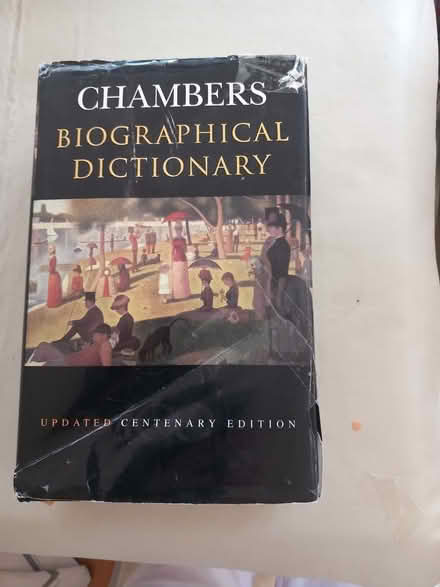 CHAMBERS
BIOGRAPHICAL
DICTIONARY
UPDATED CENTENARY EDITION